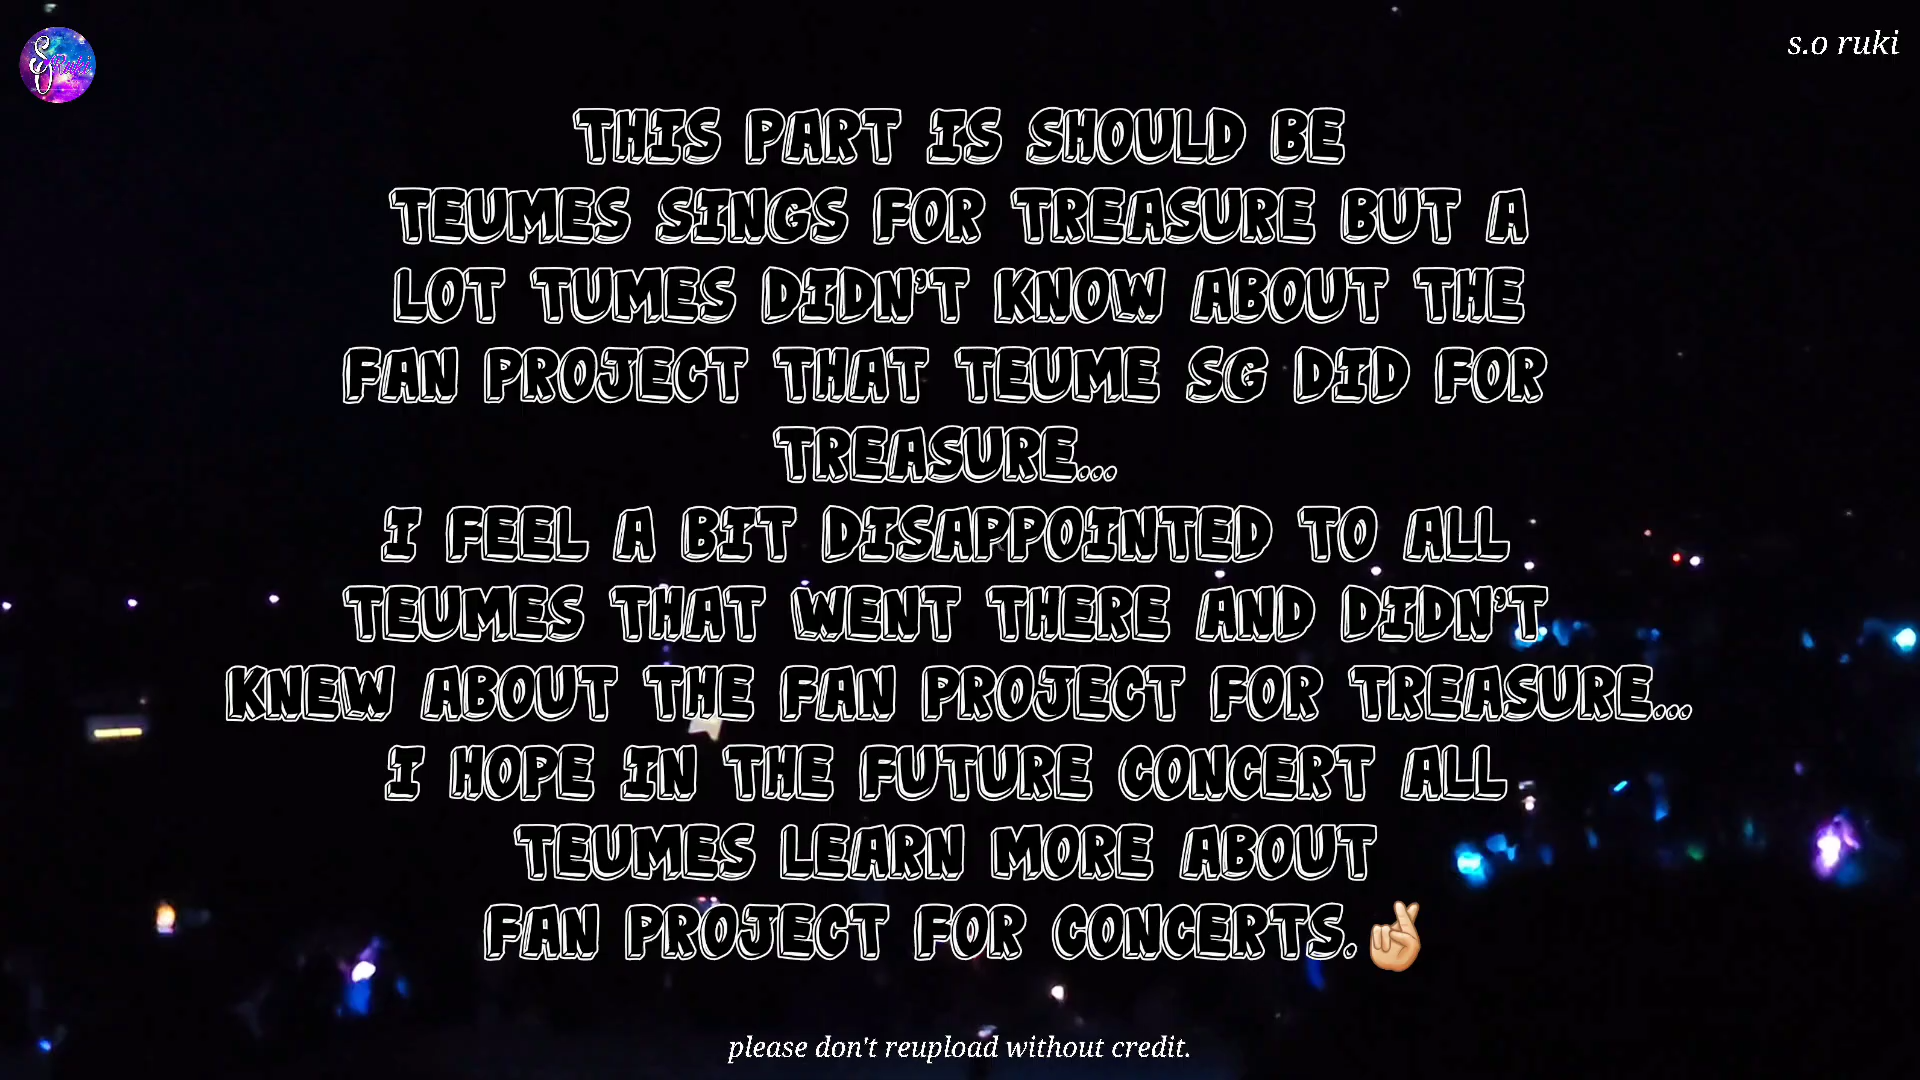 s.o ruki
THIS PART IS SHOULD BE
TEUMES SINGS FOR TREASURE BUT A
LOT TUMES DIDN'T KNOW ABOUT THE
FAN PROJECT THAT TEUME SG DID FOR
TREASURE...
I FEEL A BIT DISAPPOINTED TO ALL
TEUMES THAT WENT THERE AND DIDN'T
KNEW ABOUT THE FAN PROJECT FOR TREASURE...
I HOPE IN THE FUTURE CONCERT ALL
TEUMES LEARN MORE ABOUT
FAN PROJECT FOR CONCERTS.🤞🏼
please don't reupload without credit.